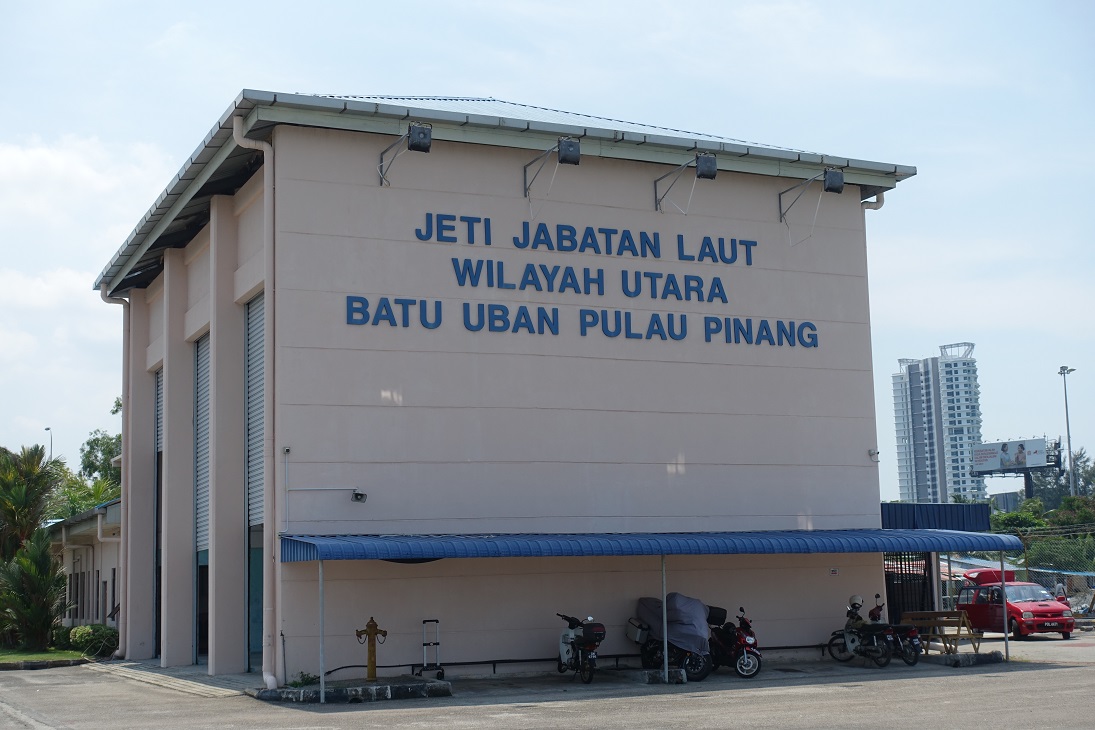 JETI JABATAN LAUT
WILAYAH UTARA
BATU UBAN PULAU PINANG